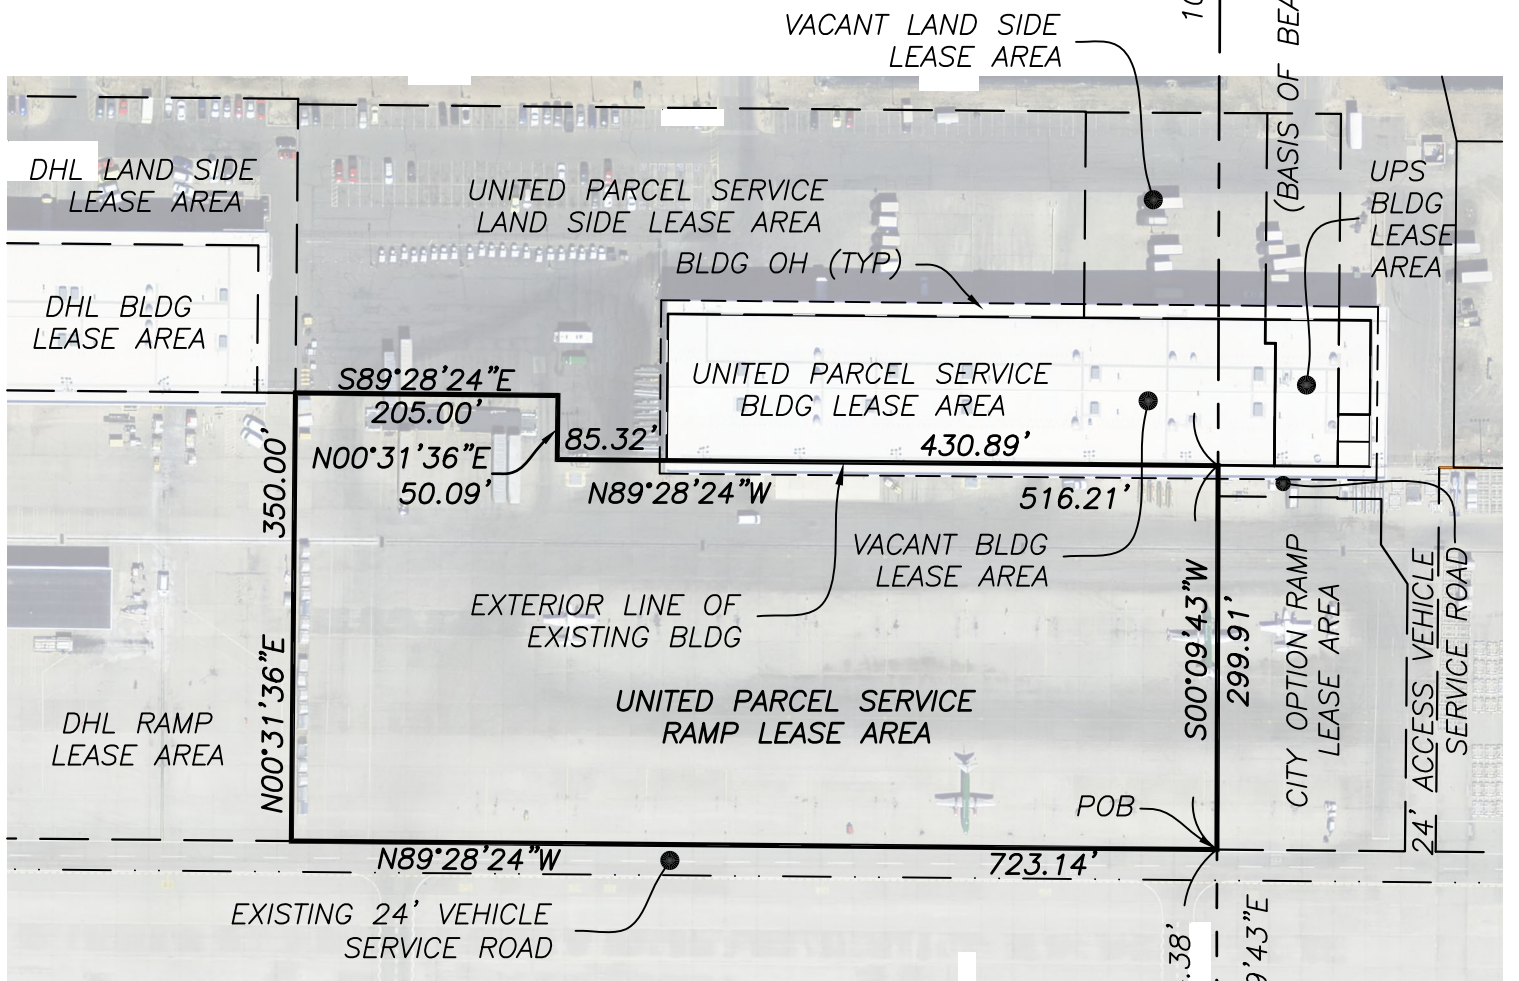 VACANT LAND SIDE
LEASE AREA
10
(BASIS OF BEA
DHL LAND SIDE
LEASE AREA
UNITED PARCEL SERVICE
LAND SIDE LEASE AREA
UPS
BLDG
LEASE
AREA
BLDG OH (TYP)
DHL BLDG
LEASE AREA
S89°28'24"E
205.00'
UNITED PARCEL SERVICE
BLDG LEASE AREA
N00°31'36"E
50.09'
85.32'
430.89'
N89°28'24"W
516.21'
350.00'
N00°31'36"E
VACANT BLDG
LEASE AREA
EXTERIOR LINE OF
EXISTING BLDG
S00°09'43"W
299.91'
CITY OPTION RAMP
LEASE AREA
24' ACCESS VEHICLE
SERVICE ROAD
UNITED PARCEL SERVICE
RAMP LEASE AREA
DHL RAMP
LEASE AREA
POB
N89°28'24"W
723.14'
EXISTING 24' VEHICLE
SERVICE ROAD
.38'
9'43"E